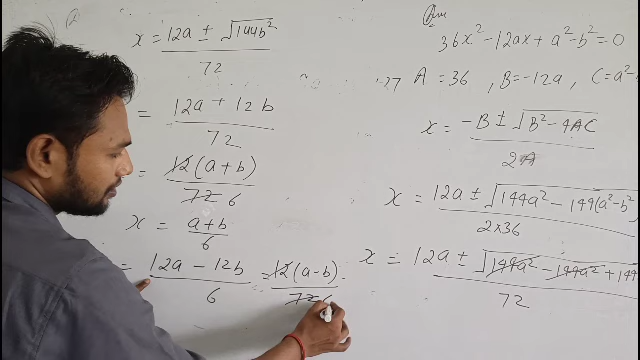 Que
36x² - 12ax + a² - b² = 0
A = 36 , B = -12a , C = a²
x = -B ± √B² - 4AC
2A
x = 12a ± √144a² - 144(a² - b²
2×36
x = 12a ± √144a² - 144a² + 144
72
x = 12a ± √144b²
72
= 12a + 12b
72
= 12(a+b)
72 6
x = a+b
6
= 12a - 12b = 12(a-b)
6 72 6